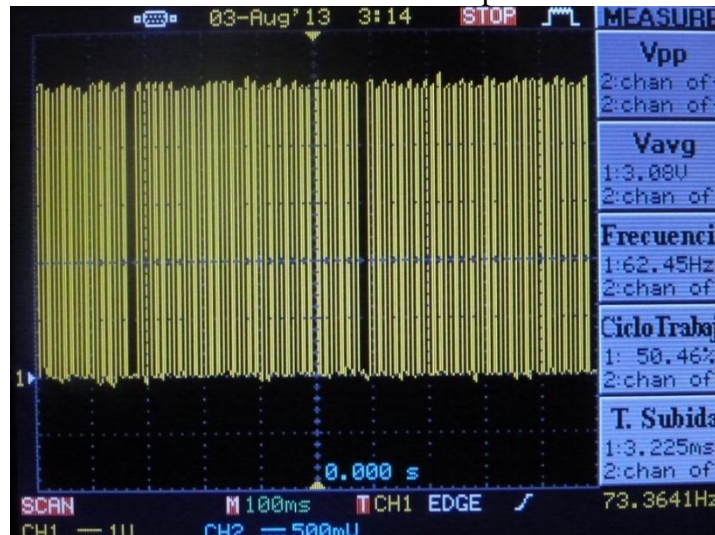 03-Aug'13 3:14 STOP MEASURE
Vpp
2:chan of
2:chan of
Vavg
1:3.08V
2:chan of
Frecuenci
1:62.45Hz
2:chan of
Ciclo Trabaj
1: 50.46%
2:chan of
T. Subida
1:3.225ms
2:chan of
1
0.000 s
SCAN M 100ms T CH1 EDGE 73.3641Hz
CH1 1V CH2 500mV